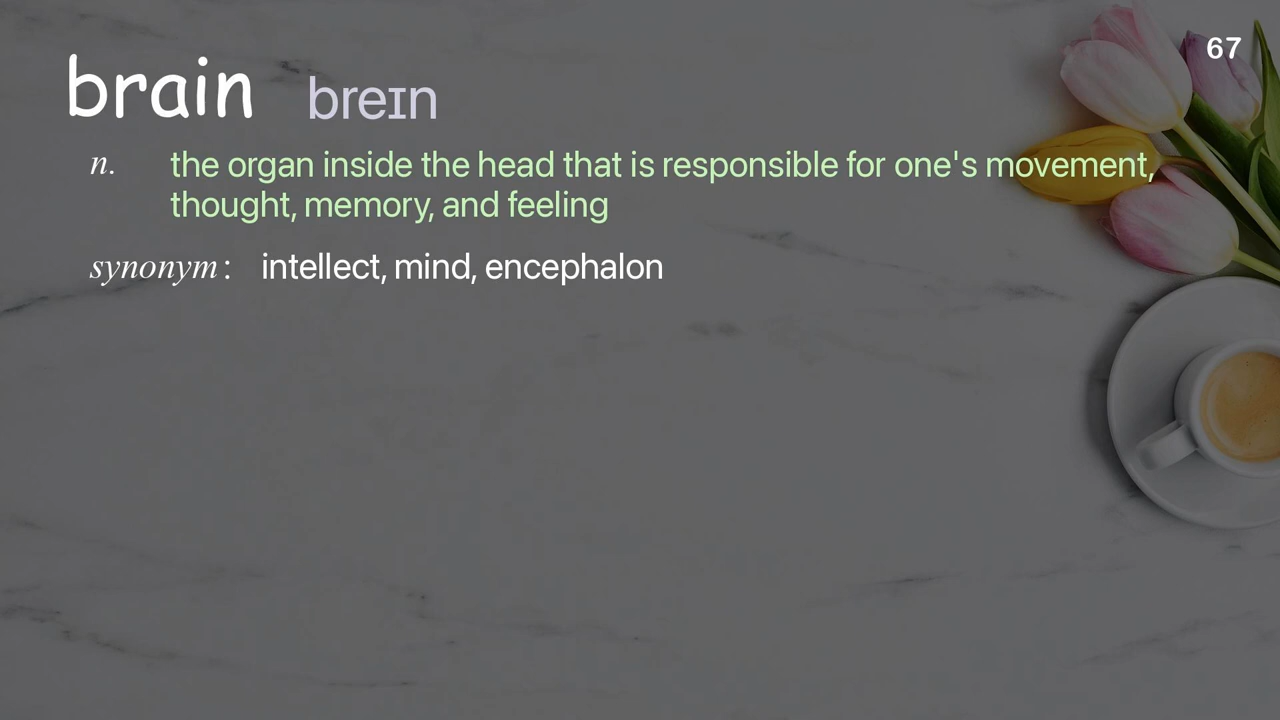 67
brain breɪn
n. the organ inside the head that is responsible for one's movement,
thought, memory, and feeling
synonym: intellect, mind, encephalon